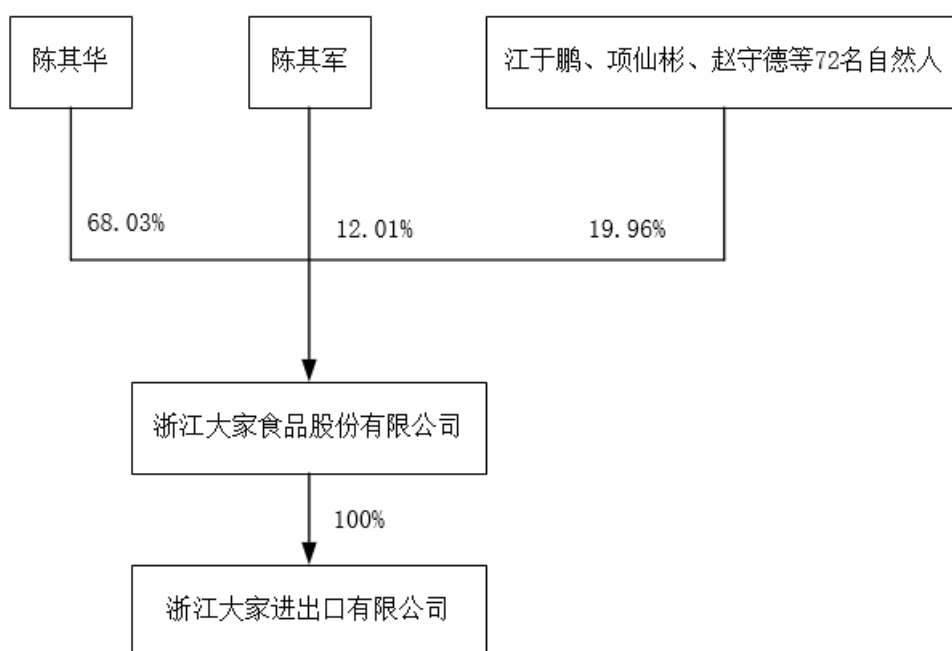 陈其华
陈其军
江于鹏、项仙彬、赵守德等72名自然人
68.03%
12.01%
19.96%
浙江大家食品股份有限公司
100%
浙江大家进出口有限公司